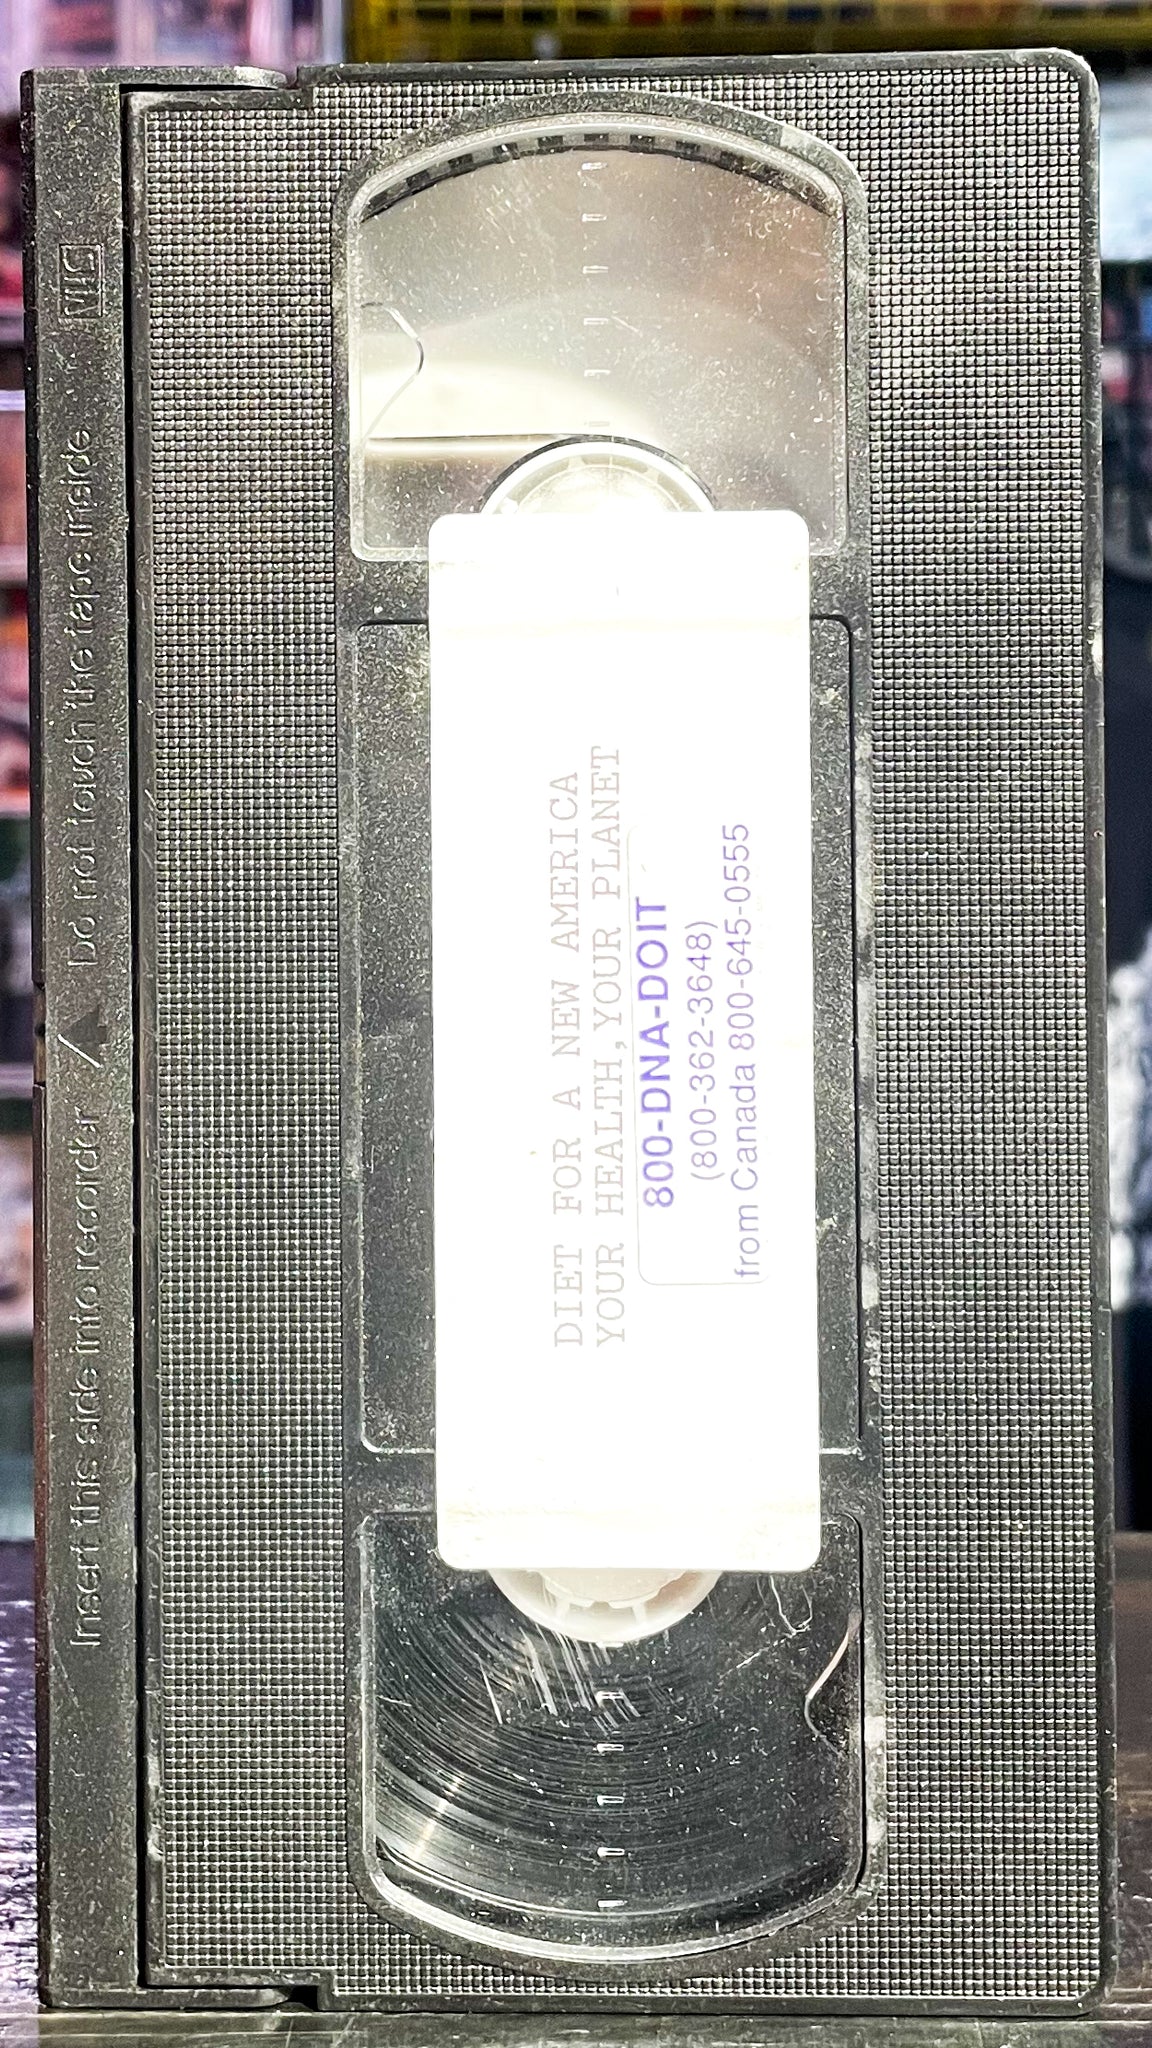 VHS
Insert this side into recorder
Do not touch the tape inside
DIET FOR A NEW AMERICA
YOUR HEALTH, YOUR PLANET
800-DNA-DOIT
(800-362-3648)
from Canada 800-645-0555